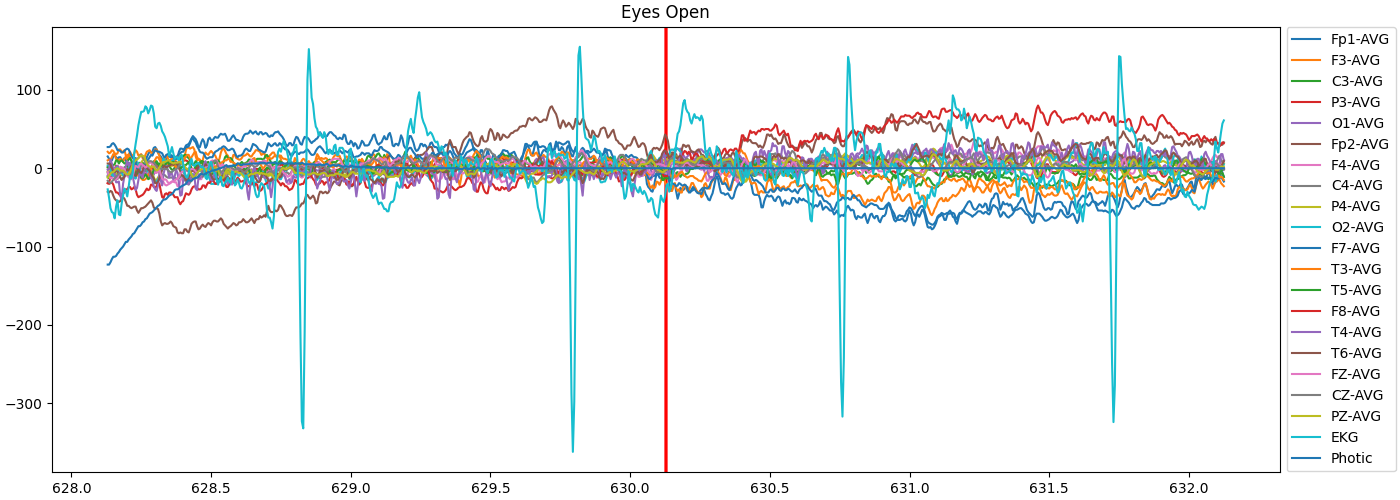 Eyes Open
100
0
−100
−200
−300
628.0 628.5 629.0 629.5 630.0 630.5 631.0 631.5 632.0
Fp1-AVG
F3-AVG
C3-AVG
P3-AVG
O1-AVG
Fp2-AVG
F4-AVG
C4-AVG
P4-AVG
O2-AVG
F7-AVG
T3-AVG
T5-AVG
F8-AVG
T4-AVG
T6-AVG
FZ-AVG
CZ-AVG
PZ-AVG
EKG
Photic